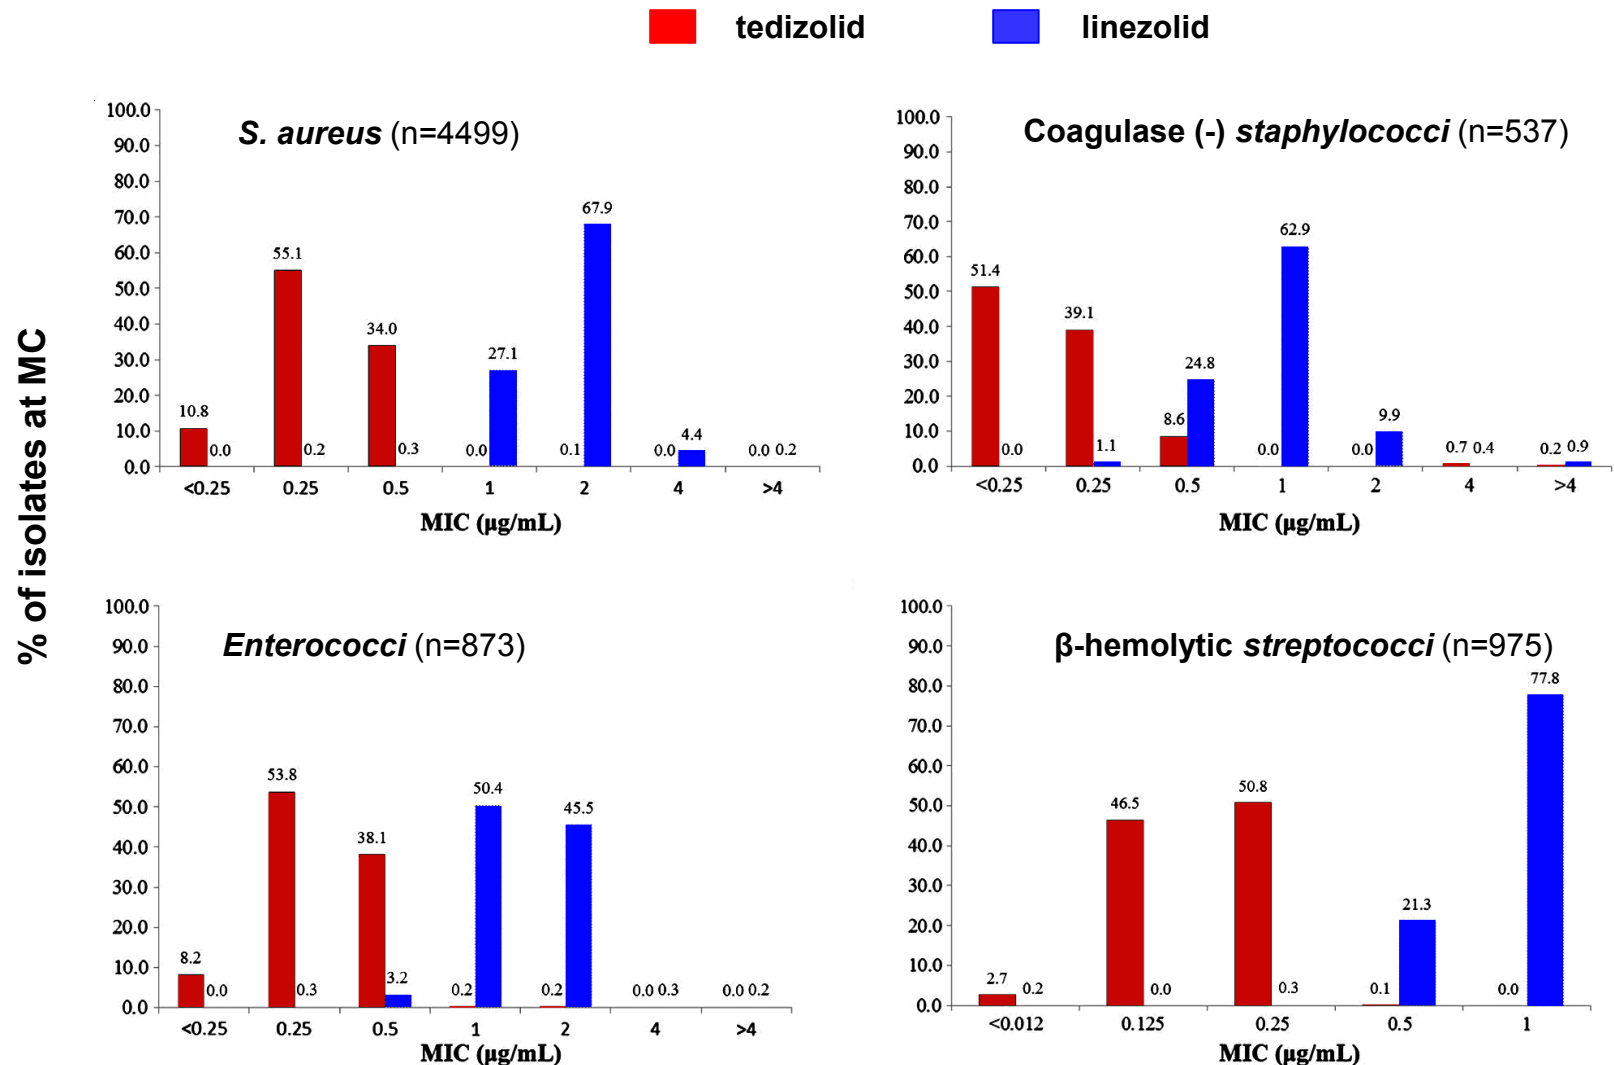 tedizolid linezolid
% of isolates at MC
S. aureus (n=4499)
100.0
90.0
80.0
70.0
60.0
50.0
40.0
30.0
20.0
10.0
0.0
10.8 0.0 55.1 0.2 34.0 0.3 0.0 27.1 0.1 67.9 0.0 4.4 0.0 0.2
<0.25 0.25 0.5 1 2 4 >4
MIC (µg/mL)
Coagulase (-) staphylococci (n=537)
100.0
90.0
80.0
70.0
60.0
50.0
40.0
30.0
20.0
10.0
0.0
51.4 0.0 39.1 1.1 8.6 24.8 0.0 62.9 0.0 9.9 0.7 0.4 0.2 0.9
<0.25 0.25 0.5 1 2 4 >4
MIC (µg/mL)
Enterococci (n=873)
100.0
90.0
80.0
70.0
60.0
50.0
40.0
30.0
20.0
10.0
0.0
8.2 0.0 53.8 0.3 38.1 3.2 0.2 50.4 0.2 45.5 0.0 0.3 0.0 0.2
<0.25 0.25 0.5 1 2 4 >4
MIC (µg/mL)
β-hemolytic streptococci (n=975)
100.0
90.0
80.0
70.0
60.0
50.0
40.0
30.0
20.0
10.0
0.0
2.7 0.2 46.5 0.0 50.8 0.3 0.1 21.3 0.0 77.8
<0.012 0.125 0.25 0.5 1
MIC (µg/mL)